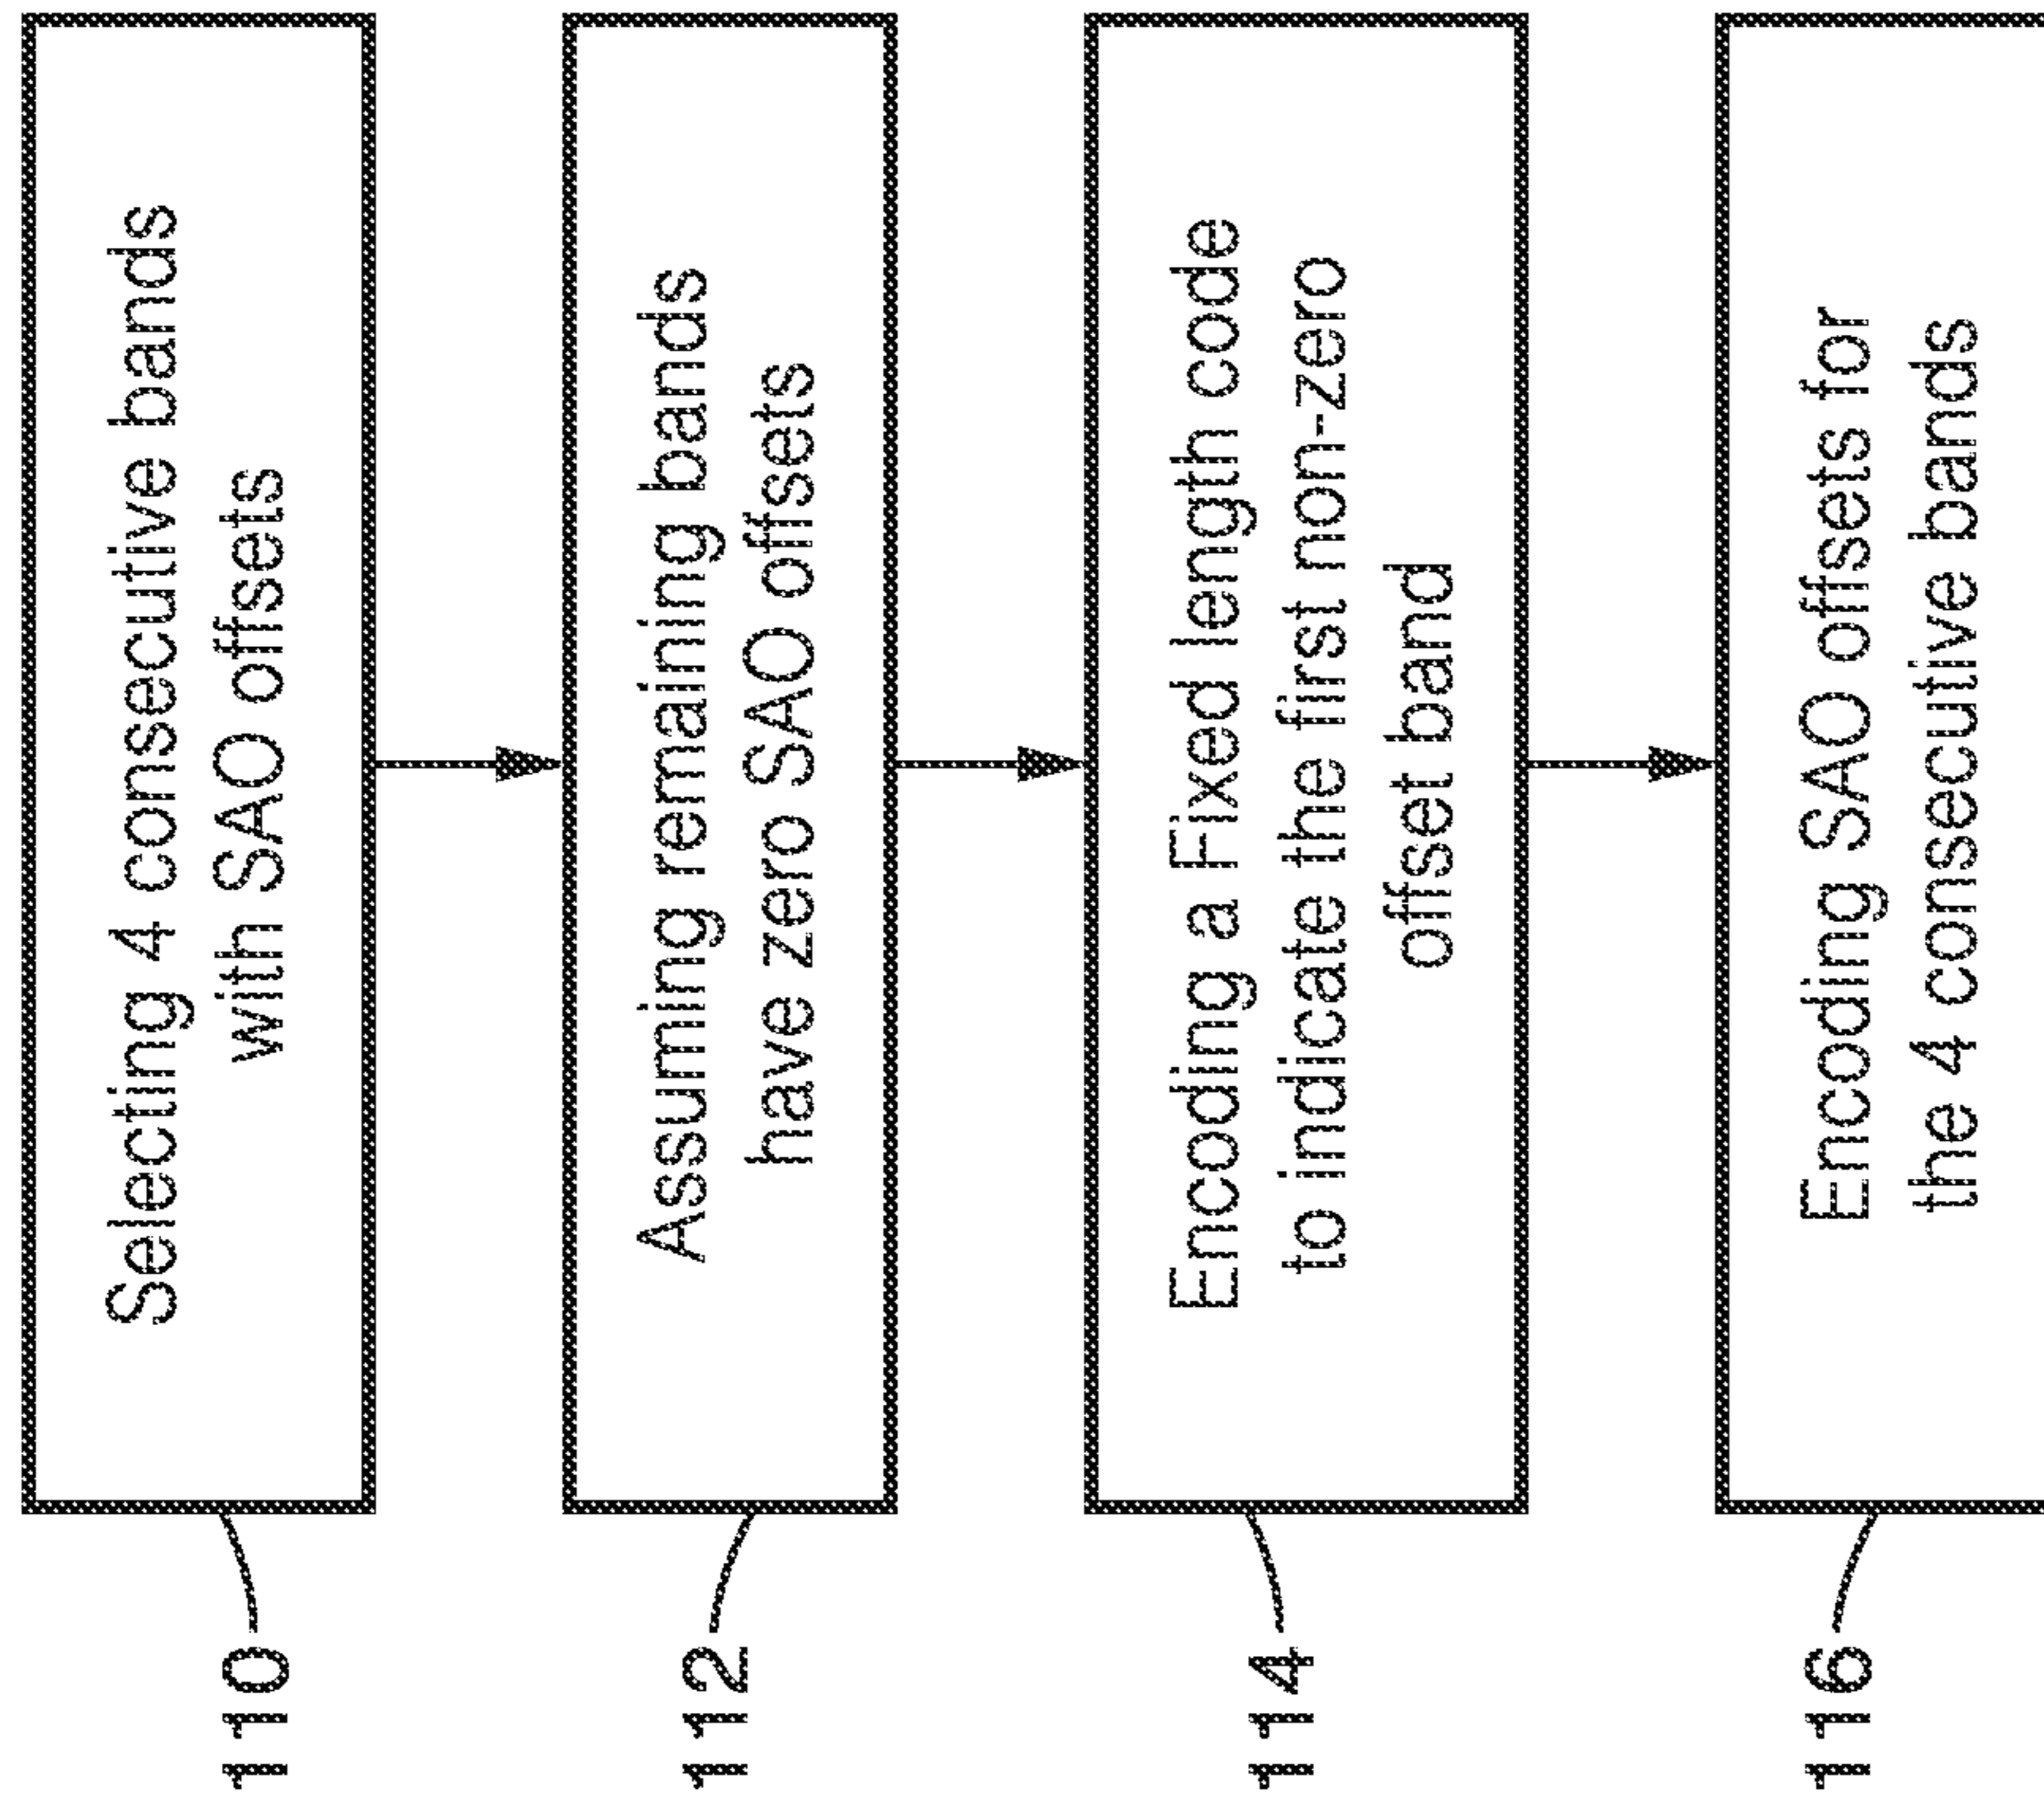 110
Selecting 4 consecutive bands
with SAO offsets
112
Assuming remaining bands
have zero SAO offsets
114
Encoding a Fixed length code
to indicate the first non-zero
offset band
116
Encoding SAO offsets for
the 4 consecutive bands